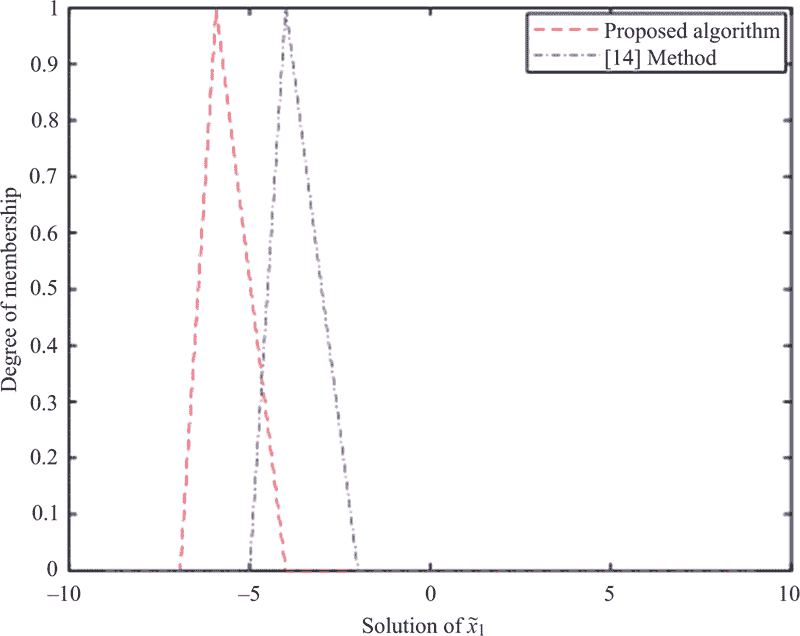 1
0.9
0.8
0.7
0.6
0.5
0.4
0.3
0.2
0.1
0
Degree of membership
Proposed algorithm
[14] Method
–10 –5 0 5 10
Solution of x̃₁